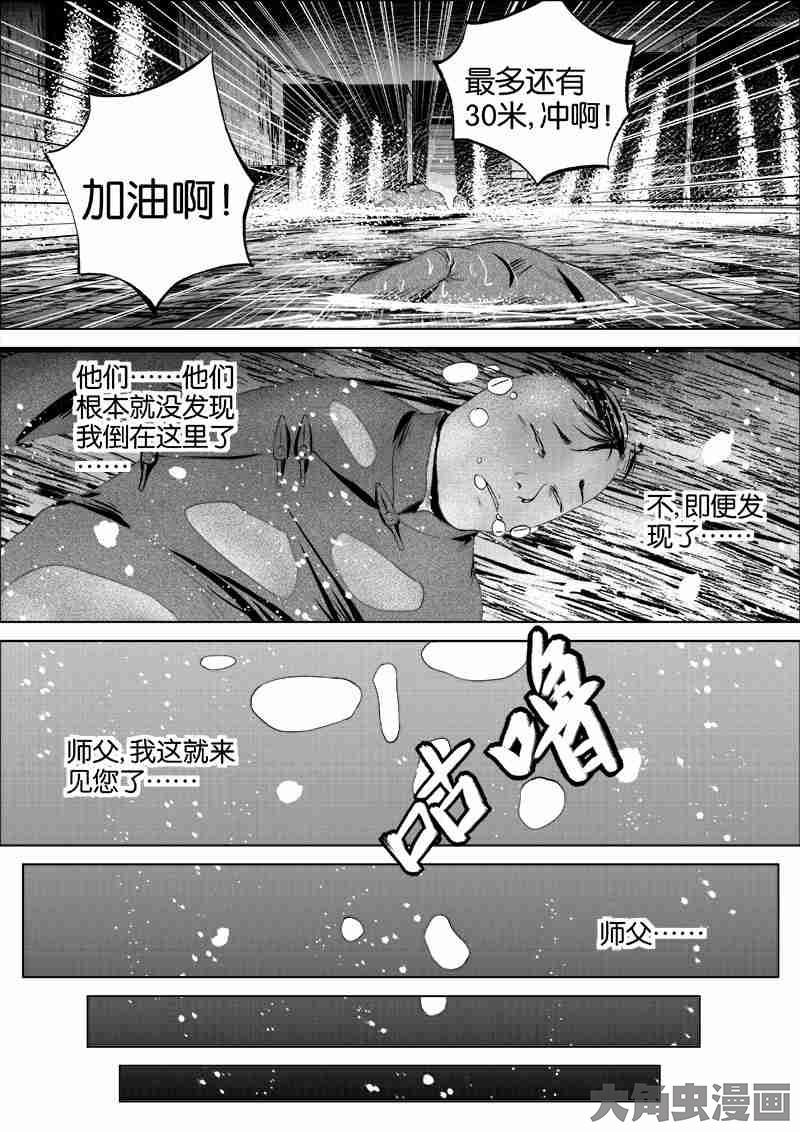 加油啊!
最多还有
30米,冲啊!
他们……他们
根本就没发现
我倒在这里了
……
不,即便发
现了……
师父,我这就来
见您了……
咕噜
师父……
大角虫漫画